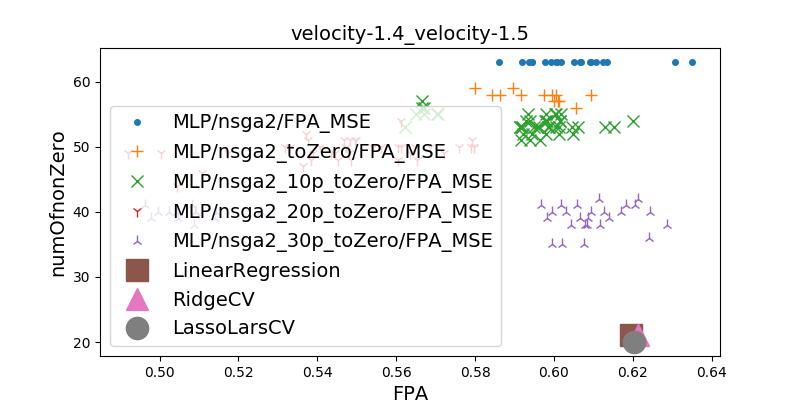 velocity-1.4_velocity-1.5
numOfnonZero
60
50
40
30
20
MLP/nsga2/FPA_MSE
MLP/nsga2_toZero/FPA_MSE
MLP/nsga2_10p_toZero/FPA_MSE
MLP/nsga2_20p_toZero/FPA_MSE
MLP/nsga2_30p_toZero/FPA_MSE
LinearRegression
RidgeCV
LassoLarsCV
0.50 0.52 0.54 0.56 0.58 0.60 0.62 0.64
FPA